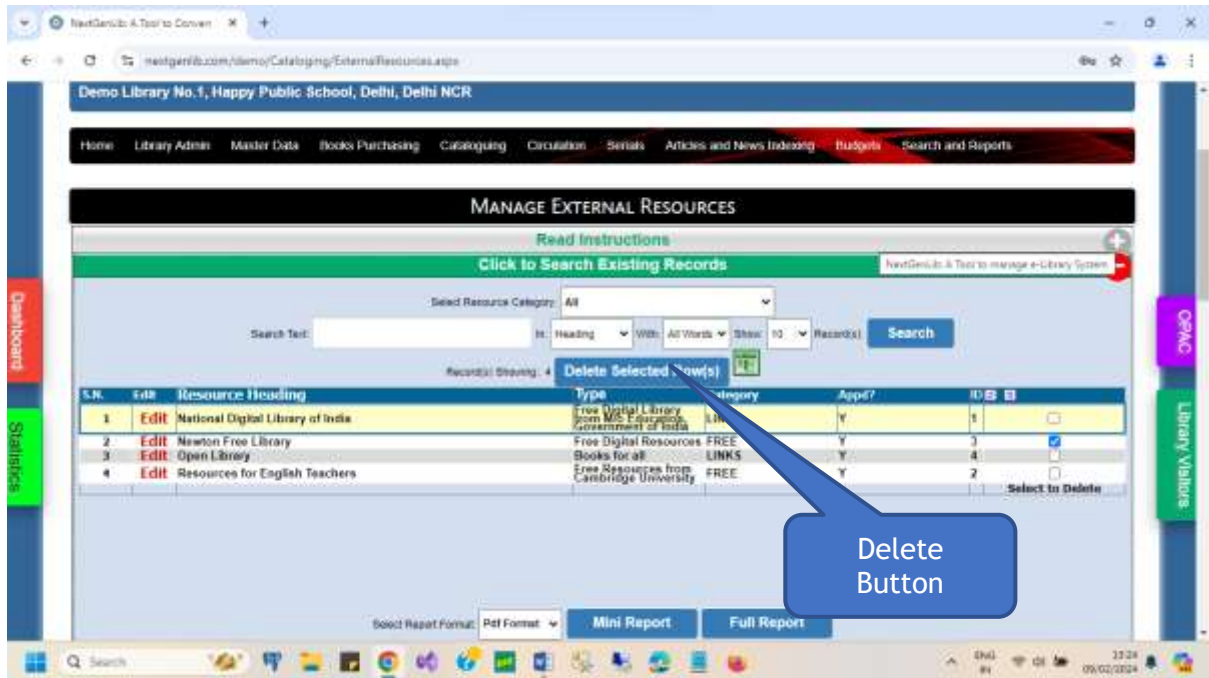 NextGenLib: A Tool to Conver
nextgenlib.com/demo/Cataloging/ExternalResources.aspx
Demo Library No.1, Happy Public School, Delhi, Delhi NCR
Home Library Admin Master Data Books Purchasing Cataloguing Circulation Serials Articles and News Indexing Budgets Search and Reports
MANAGE EXTERNAL RESOURCES
Read Instructions
Click to Search Existing Records
NextGenLib: A Tool to manage e-Library System
Select Resource Category: All
Search Text: In: Heading With: All Words Show 10 Record(s) Search
Record(s) Showing: 4 Delete Selected Row(s)
S.N. Edit Resource Heading Type Category Appd? ID
1 Edit National Digital Library of India Free Digital Library from M/S Education, Government of India Y 1
2 Edit Newton Free Library Free Digital Resources FREE Y 3
3 Edit Open Library Books for all LINKS Y 4
4 Edit Resources for English Teachers Free Resources from Cambridge University FREE Y 2
Select to Delete
Delete
Button
Select Report Format: Pdf Format Mini Report Full Report
Dashboard
Statistics
OPAC
Library Visitors
Search
ENG
IN
09/02/2024